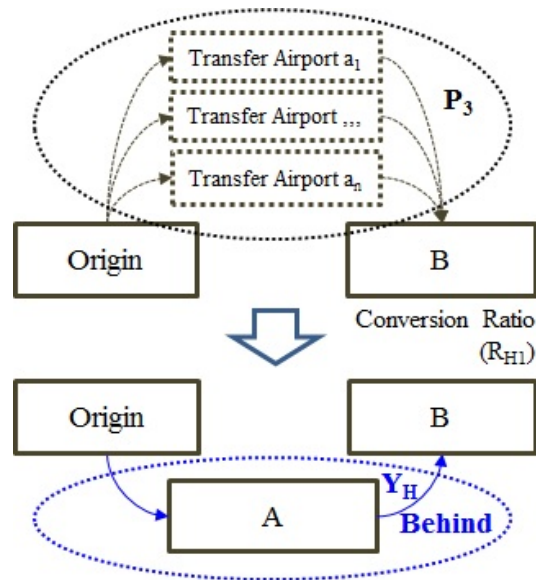 Transfer Airport a1
P3
Transfer Airport ,,,
Transfer Airport an
Origin
B
Conversion Ratio
(RH1)
Origin
B
YH
A
Behind